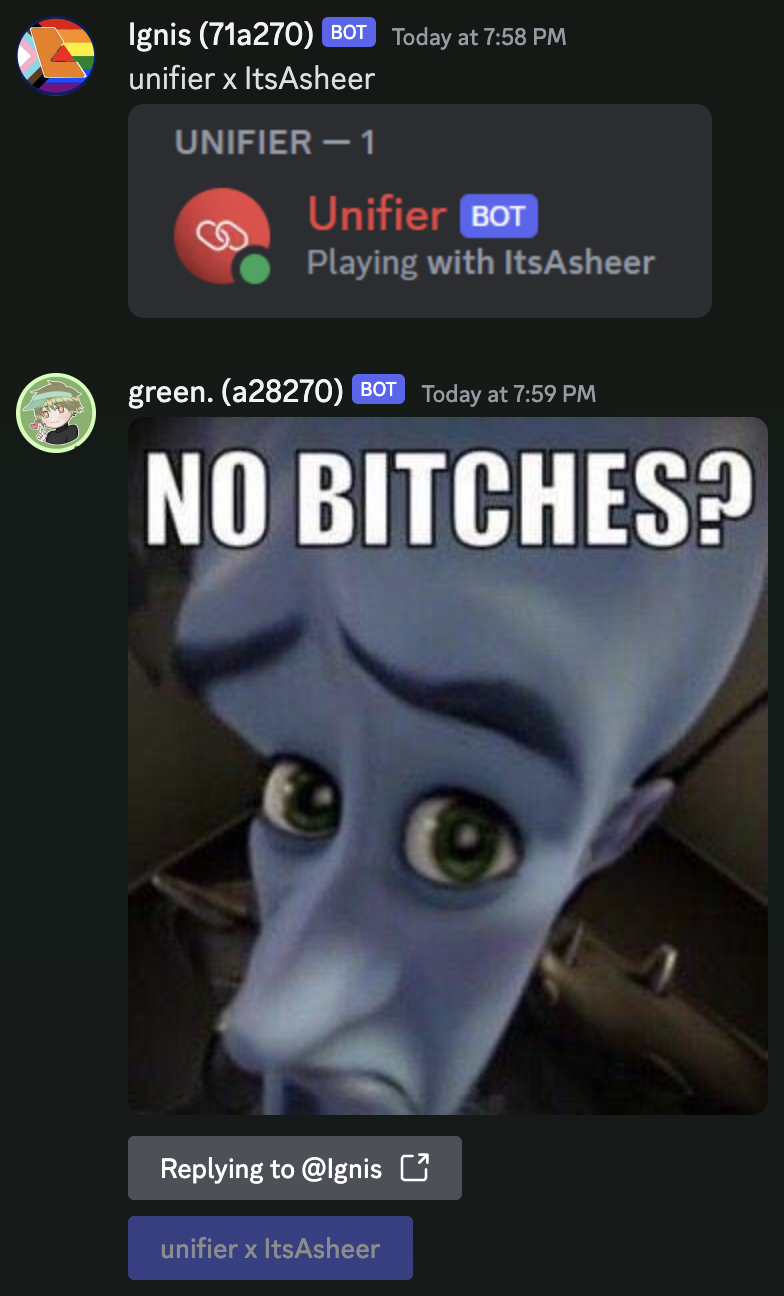 Ignis (71a270) BOT Today at 7:58 PM
unifier x ItsAsheer
UNIFIER — 1
Unifier BOT
Playing with ItsAsheer
green. (a28270) BOT Today at 7:59 PM
NO BITCHES?
Replying to @Ignis
unifier x ItsAsheer